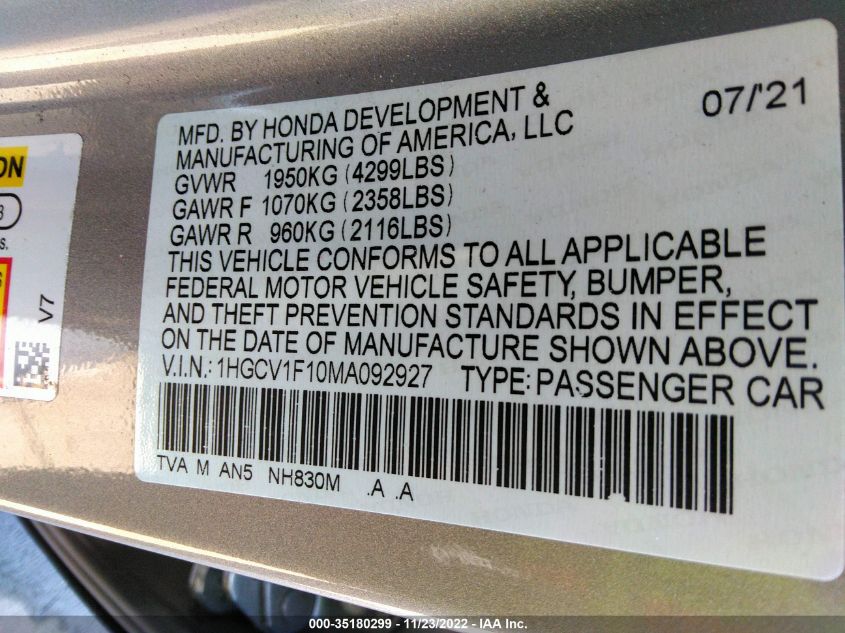 07/'21
MFD. BY HONDA DEVELOPMENT &
MANUFACTURING OF AMERICA, LLC
GVWR 1950KG (4299LBS)
GAWR F 1070KG (2358LBS)
GAWR R 960KG (2116LBS)
THIS VEHICLE CONFORMS TO ALL APPLICABLE
FEDERAL MOTOR VEHICLE SAFETY, BUMPER,
AND THEFT PREVENTION STANDARDS IN EFFECT
ON THE DATE OF MANUFACTURE SHOWN ABOVE.
V.I.N.: 1HGCV1F10MA092927 TYPE: PASSENGER CAR
TVA M AN5 NH830M .A .A
ON
3
s.
S
V7
000-35180299 - 11/23/2022 - IAA Inc.